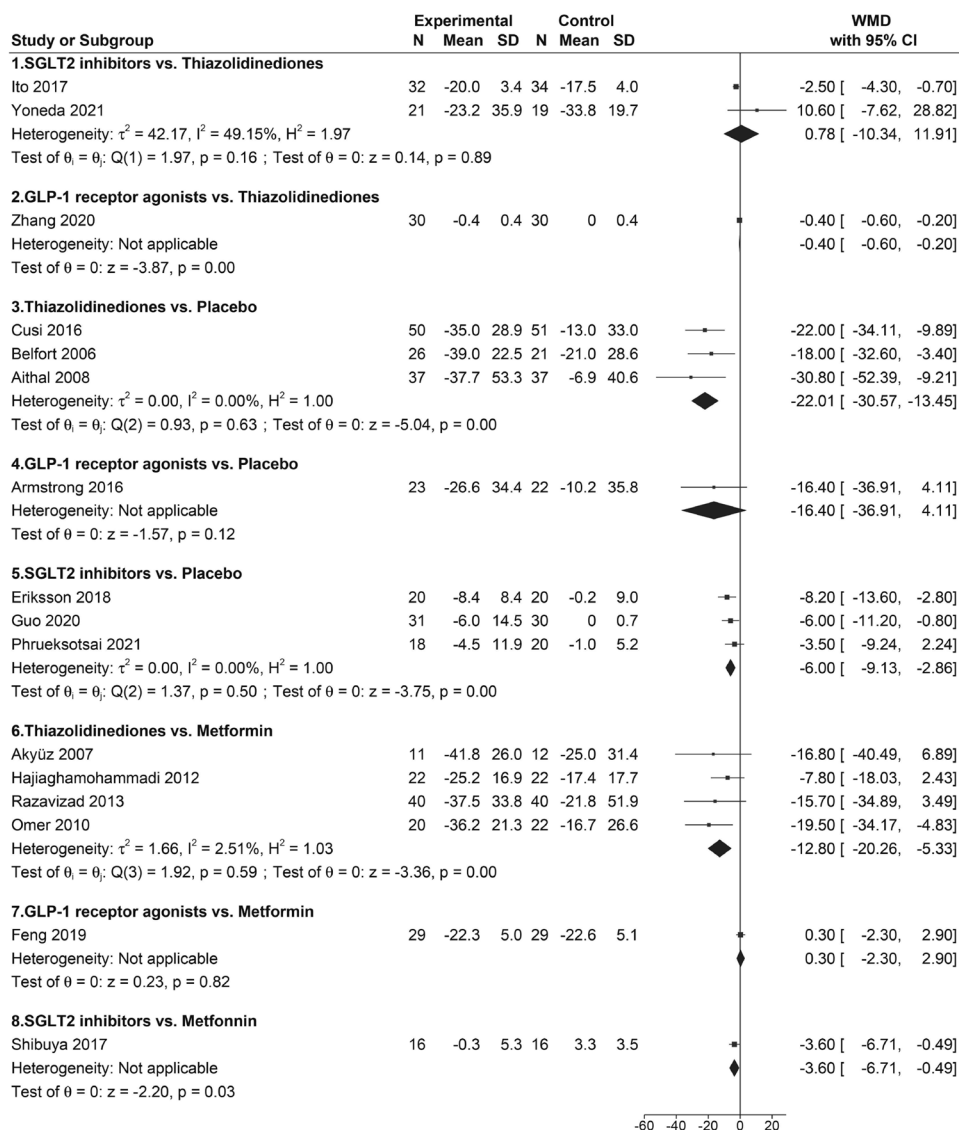 Experimental Control WMD
Study or Subgroup N Mean SD N Mean SD with 95% CI
1.SGLT2 inhibitors vs. Thiazolidinediones
Ito 2017 32 -20.0 3.4 34 -17.5 4.0 -2.50 [ -4.30, -0.70]
Yoneda 2021 21 -23.2 35.9 19 -33.8 19.7 10.60 [ -7.62, 28.82]
Heterogeneity: τ² = 42.17, I² = 49.15%, H² = 1.97 0.78 [ -10.34, 11.91]
Test of θᵢ = θⱼ: Q(1) = 1.97, p = 0.16 ; Test of θ = 0: z = 0.14, p = 0.89
2.GLP-1 receptor agonists vs. Thiazolidinediones
Zhang 2020 30 -0.4 0.4 30 0 0.4 -0.40 [ -0.60, -0.20]
Heterogeneity: Not applicable -0.40 [ -0.60, -0.20]
Test of θ = 0: z = -3.87, p = 0.00
3.Thiazolidinediones vs. Placebo
Cusi 2016 50 -35.0 28.9 51 -13.0 33.0 -22.00 [ -34.11, -9.89]
Belfort 2006 26 -39.0 22.5 21 -21.0 28.6 -18.00 [ -32.60, -3.40]
Aithal 2008 37 -37.7 53.3 37 -6.9 40.6 -30.80 [ -52.39, -9.21]
Heterogeneity: τ² = 0.00, I² = 0.00%, H² = 1.00 -22.01 [ -30.57, -13.45]
Test of θᵢ = θⱼ: Q(2) = 0.93, p = 0.63 ; Test of θ = 0: z = -5.04, p = 0.00
4.GLP-1 receptor agonists vs. Placebo
Armstrong 2016 23 -26.6 34.4 22 -10.2 35.8 -16.40 [ -36.91, 4.11]
Heterogeneity: Not applicable -16.40 [ -36.91, 4.11]
Test of θ = 0: z = -1.57, p = 0.12
5.SGLT2 inhibitors vs. Placebo
Eriksson 2018 20 -8.4 8.4 20 -0.2 9.0 -8.20 [ -13.60, -2.80]
Guo 2020 31 -6.0 14.5 30 0 0.7 -6.00 [ -11.20, -0.80]
Phrueksotsai 2021 18 -4.5 11.9 20 -1.0 5.2 -3.50 [ -9.24, 2.24]
Heterogeneity: τ² = 0.00, I² = 0.00%, H² = 1.00 -6.00 [ -9.13, -2.86]
Test of θᵢ = θⱼ: Q(2) = 1.37, p = 0.50 ; Test of θ = 0: z = -3.75, p = 0.00
6.Thiazolidinediones vs. Metformin
Akyüz 2007 11 -41.8 26.0 12 -25.0 31.4 -16.80 [ -40.49, 6.89]
Hajiaghamohammadi 2012 22 -25.2 16.9 22 -17.4 17.7 -7.80 [ -18.03, 2.43]
Razavizad 2013 40 -37.5 33.8 40 -21.8 51.9 -15.70 [ -34.89, 3.49]
Omer 2010 20 -36.2 21.3 22 -16.7 26.6 -19.50 [ -34.17, -4.83]
Heterogeneity: τ² = 1.66, I² = 2.51%, H² = 1.03 -12.80 [ -20.26, -5.33]
Test of θᵢ = θⱼ: Q(3) = 1.92, p = 0.59 ; Test of θ = 0: z = -3.36, p = 0.00
7.GLP-1 receptor agonists vs. Metformin
Feng 2019 29 -22.3 5.0 29 -22.6 5.1 0.30 [ -2.30, 2.90]
Heterogeneity: Not applicable 0.30 [ -2.30, 2.90]
Test of θ = 0: z = 0.23, p = 0.82
8.SGLT2 inhibitors vs. Metfonnin
Shibuya 2017 16 -0.3 5.3 16 3.3 3.5 -3.60 [ -6.71, -0.49]
Heterogeneity: Not applicable -3.60 [ -6.71, -0.49]
Test of θ = 0: z = -2.20, p = 0.03
-60 -40 -20 0 20